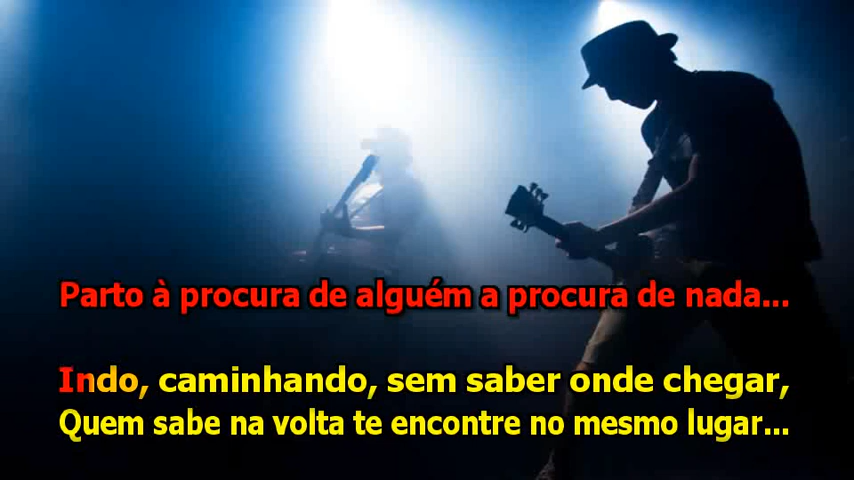 Parto à procura de alguém a procura de nada...
Indo, caminhando, sem saber onde chegar,
Quem sabe na volta te encontre no mesmo lugar...